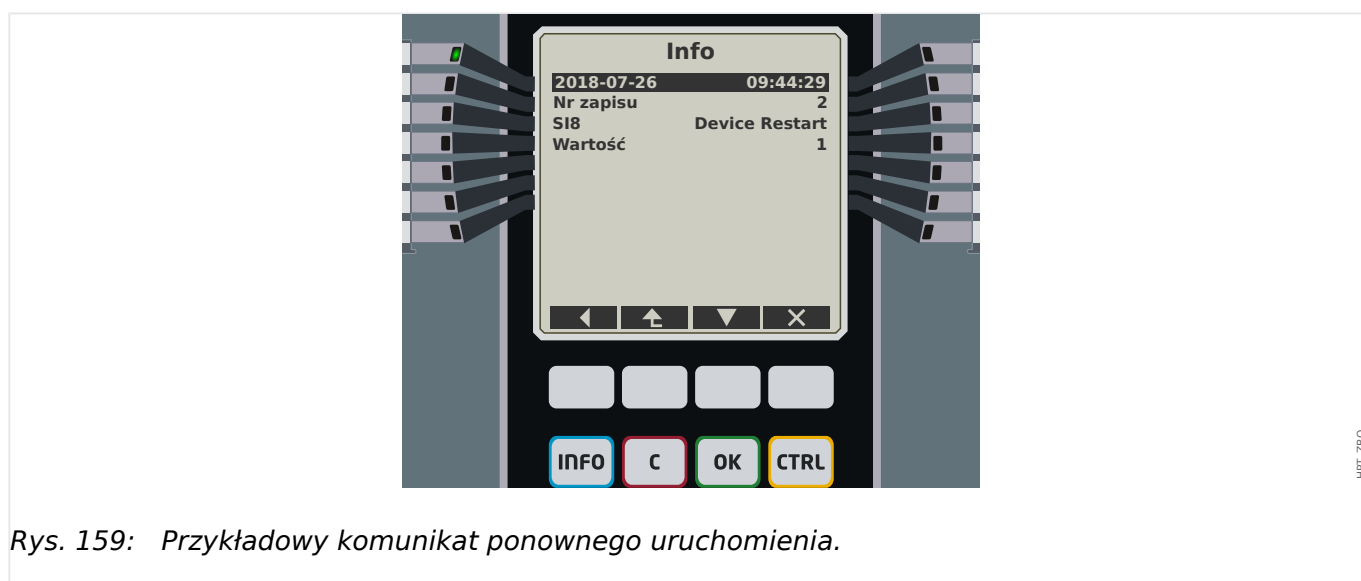 Info
2018-07-26 09:44:29
Nr zapisu 2
SI8 Device Restart
Wartość 1
INFO C OK CTRL
Rys. 159: Przykładowy komunikat ponownego uruchomienia.